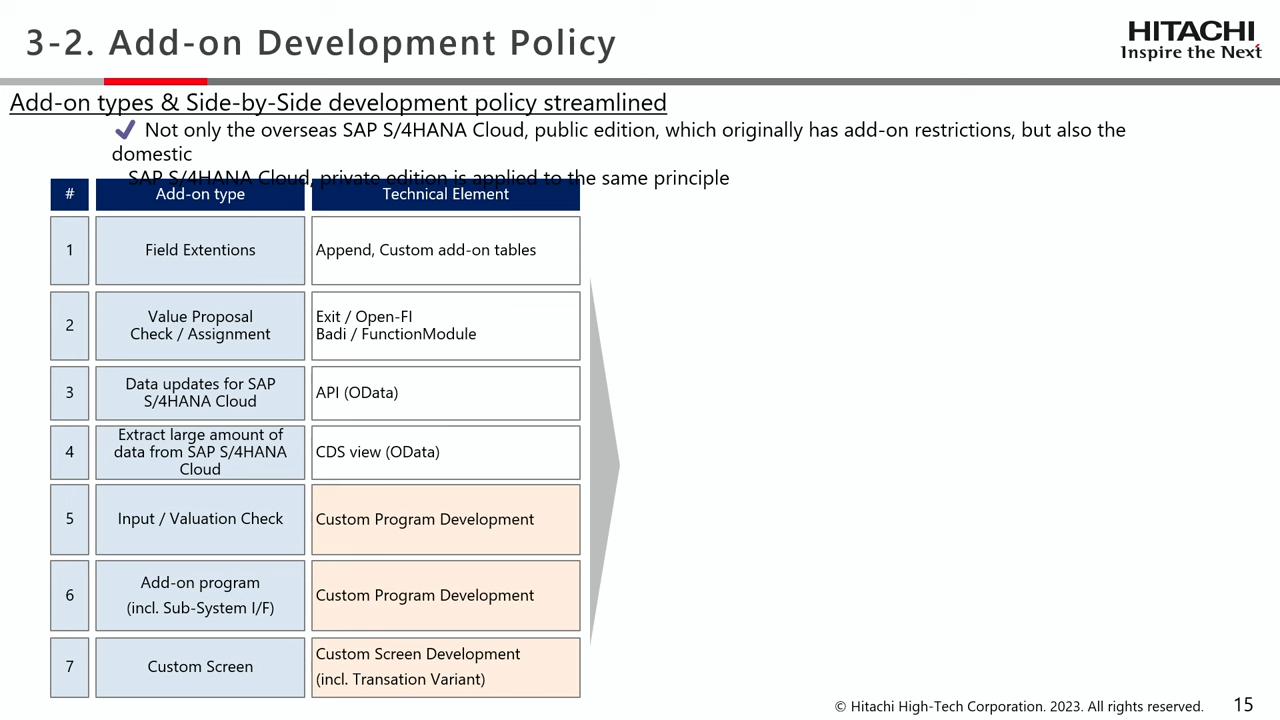 3-2. Add-on Development Policy
HITACHI
Inspire the Next
Add-on types & Side-by-Side development policy streamlined
Not only the overseas SAP S/4HANA Cloud, public edition, which originally has add-on restrictions, but also the
domestic
SAP S/4HANA Cloud, private edition is applied to the same principle
# Add-on type Technical Element
1 Field Extentions Append, Custom add-on tables
2 Value Proposal
Check / Assignment
Exit / Open-FI
Badi / FunctionModule
3 Data updates for SAP
S/4HANA Cloud
API (OData)
4 Extract large amount of
data from SAP S/4HANA
Cloud
CDS view (OData)
5 Input / Valuation Check Custom Program Development
6 Add-on program
(incl. Sub-System I/F)
Custom Program Development
7 Custom Screen
Custom Screen Development
(incl. Transation Variant)
© Hitachi High-Tech Corporation. 2023. All rights reserved. 15